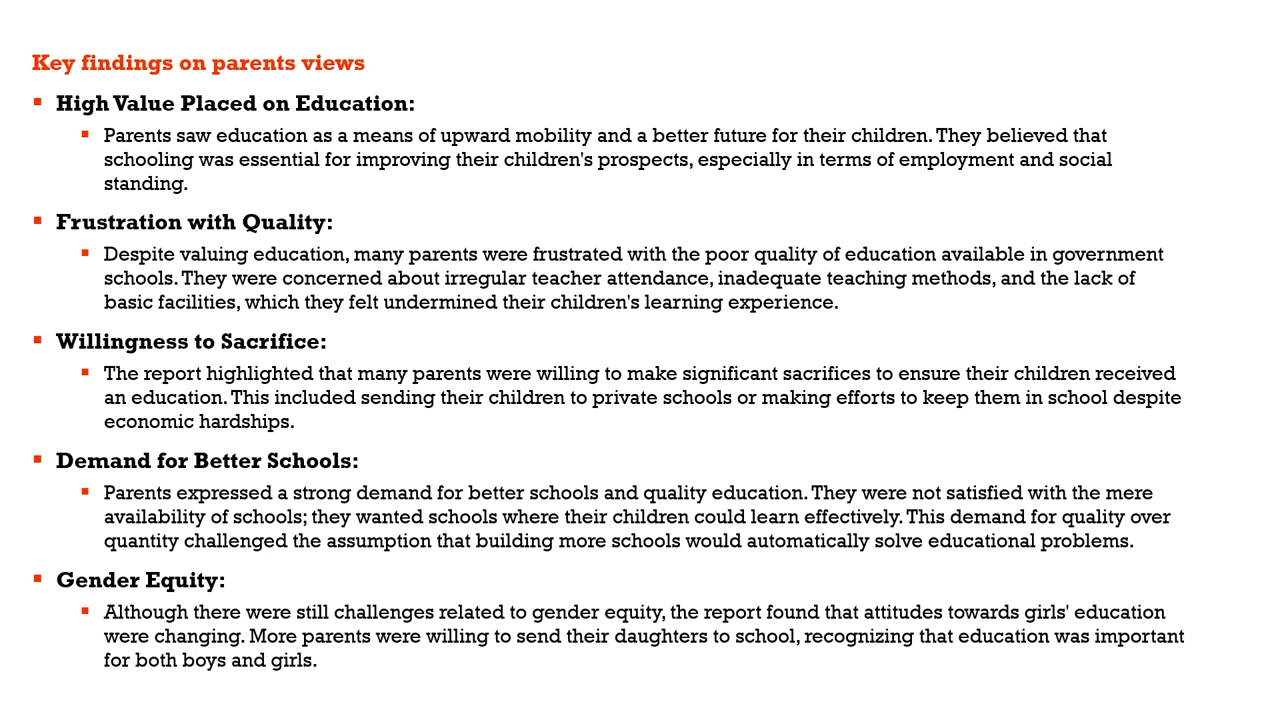 Key findings on parents views
High Value Placed on Education:
Parents saw education as a means of upward mobility and a better future for their children. They believed that
schooling was essential for improving their children's prospects, especially in terms of employment and social
standing.
Frustration with Quality:
Despite valuing education, many parents were frustrated with the poor quality of education available in government
schools. They were concerned about irregular teacher attendance, inadequate teaching methods, and the lack of
basic facilities, which they felt undermined their children's learning experience.
Willingness to Sacrifice:
The report highlighted that many parents were willing to make significant sacrifices to ensure their children received
an education. This included sending their children to private schools or making efforts to keep them in school despite
economic hardships.
Demand for Better Schools:
Parents expressed a strong demand for better schools and quality education. They were not satisfied with the mere
availability of schools; they wanted schools where their children could learn effectively. This demand for quality over
quantity challenged the assumption that building more schools would automatically solve educational problems.
Gender Equity:
Although there were still challenges related to gender equity, the report found that attitudes towards girls' education
were changing. More parents were willing to send their daughters to school, recognizing that education was important
for both boys and girls.